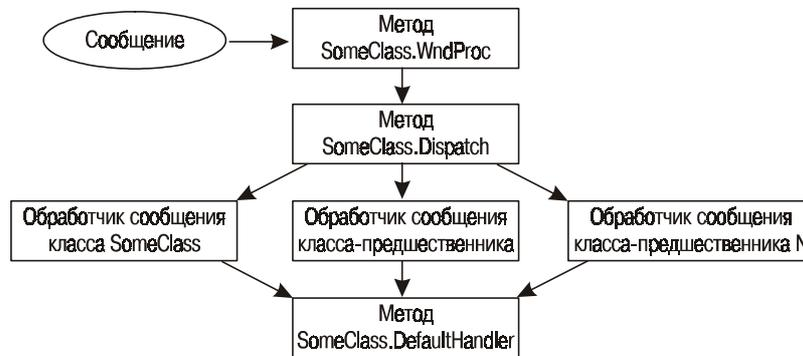 Сообщение
Метод
SomeClass.WndProc
Метод
SomeClass.Dispatch
Обработчик сообщения
класса SomeClass
Обработчик сообщения
класса-предшественника
Обработчик сообщения
класса-предшественника N
Метод
SomeClass.DefaultHandler